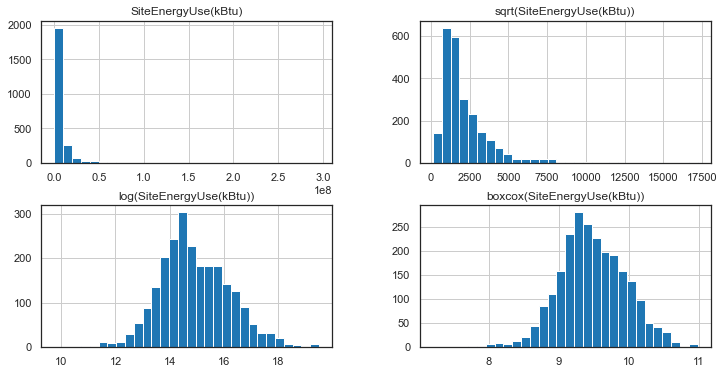 SiteEnergyUse(kBtu)
2000
1500
1000
500
0
0.0 0.5 1.0 1.5 2.0 2.5 3.0
1e8
sqrt(SiteEnergyUse(kBtu))
600
400
200
0
0 2500 5000 7500 10000 12500 15000 17500
log(SiteEnergyUse(kBtu))
300
200
100
0
10 12 14 16 18
boxcox(SiteEnergyUse(kBtu))
250
200
150
100
50
0
8 9 10 11